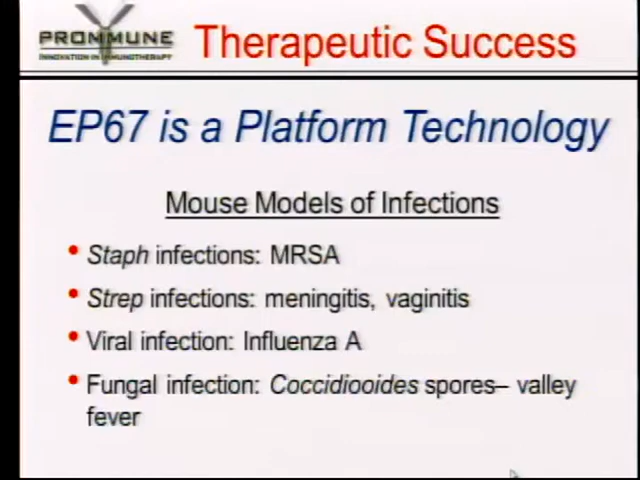 PROMMUNE
INNOVATION IN IMMUNOTHERAPY
Therapeutic Success
EP67 is a Platform Technology
Mouse Models of Infections
• Staph infections: MRSA
• Strep infections: meningitis, vaginitis
• Viral infection: Influenza A
• Fungal infection: Coccidiooides spores– valley
fever